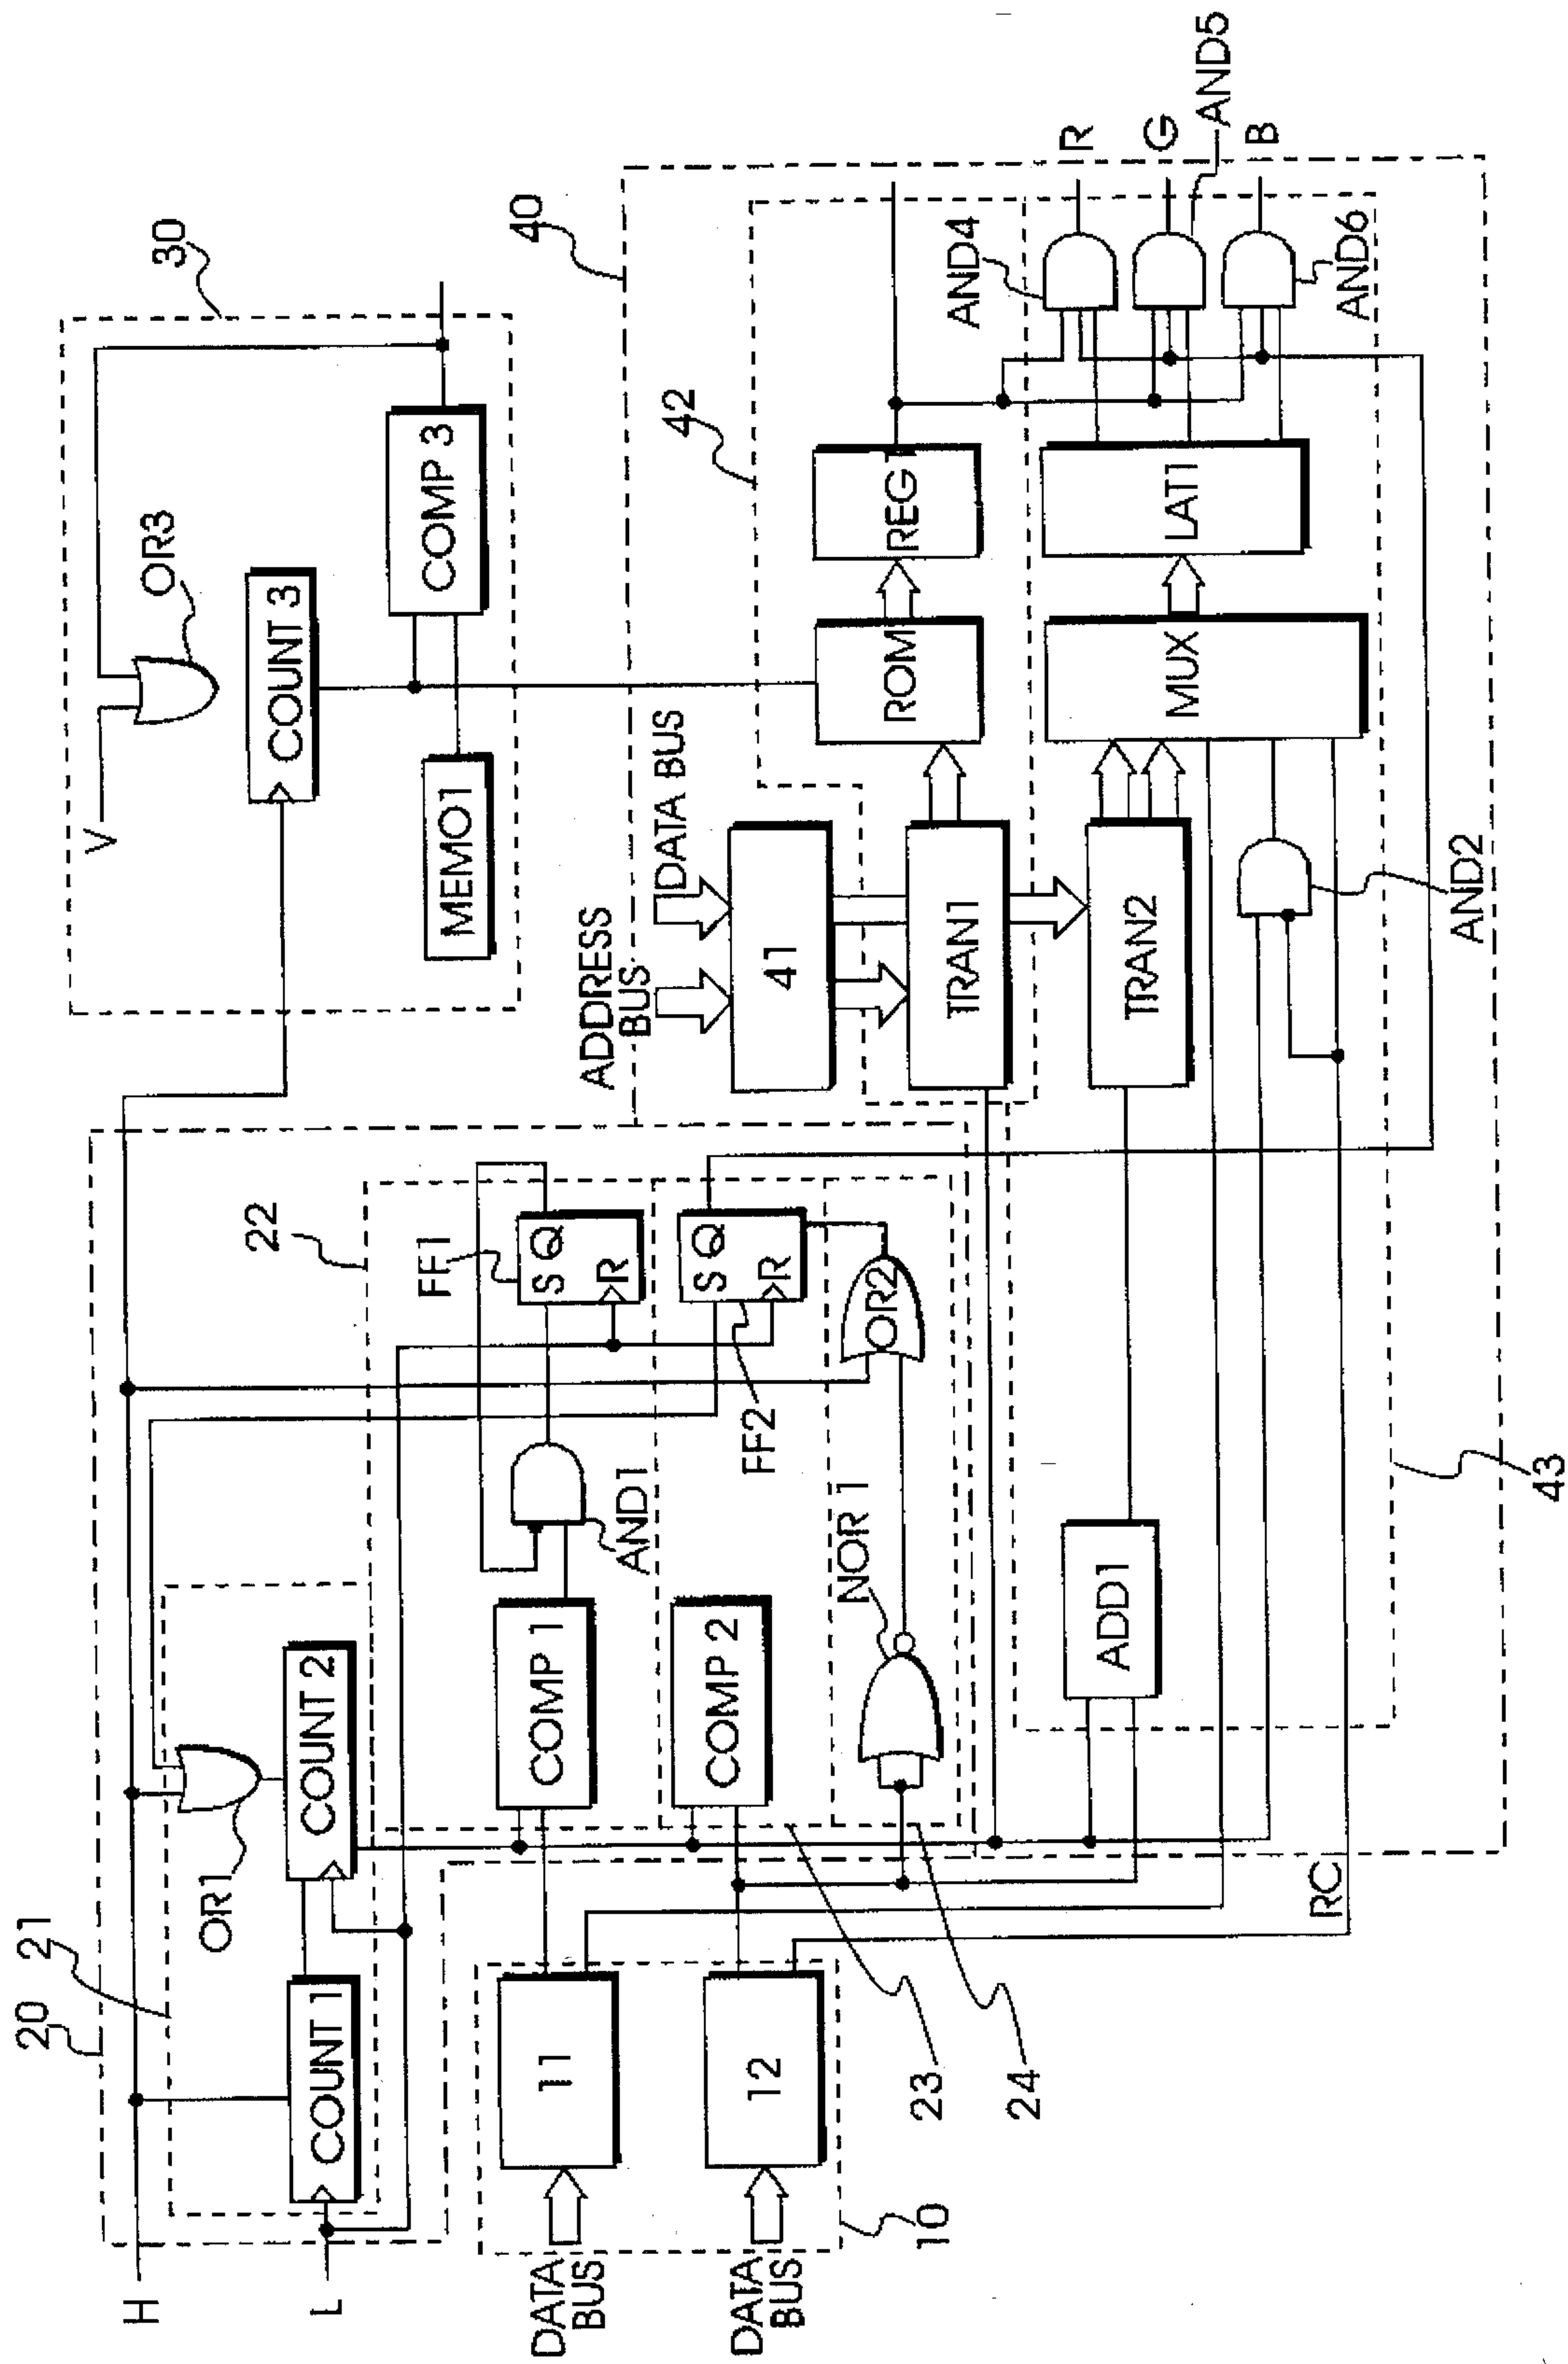 H
L
20
21
OR1
COUNT 1
COUNT 2
22
FF1
S Q
R
COMP 1
AND1
S Q
R
FF2
COMP 2
NOR 1
OR2
DATA
BUS
11
DATA
BUS
12
10
23
24
RC
30
V
OR3
COUNT 3
COMP 3
MEMO1
40
42
ADDRESS
BUS
DATA BUS
41
TRAN1
ROM
REG1
AND4
R
G
AND5
B
AND6
ADD1
TRAN2
MUX
LAT1
AND2
43